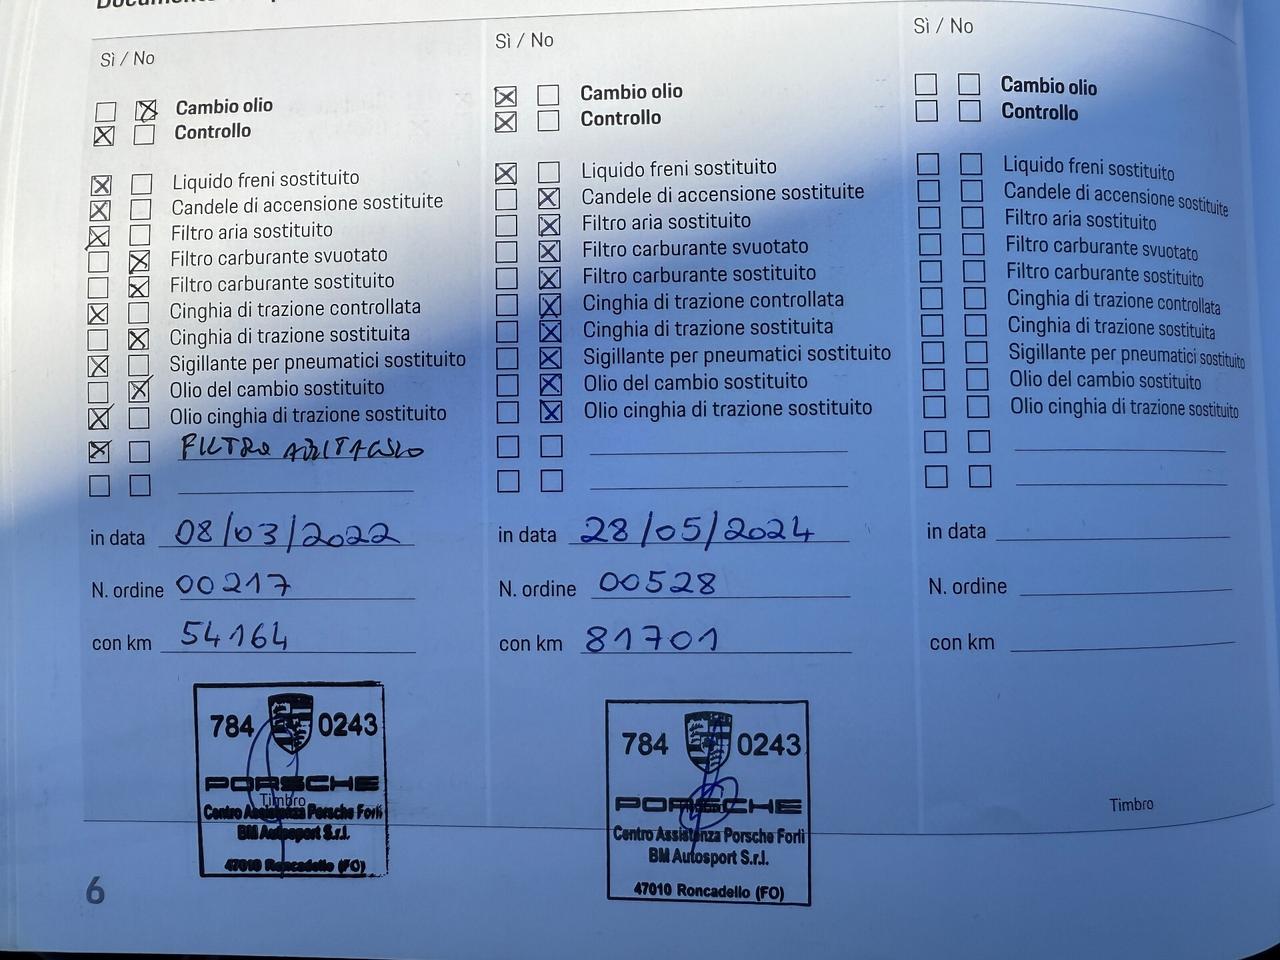 Sì / No
Cambio olio
Controllo
Liquido freni sostituito
Candele di accensione sostituite
Filtro aria sostituito
Filtro carburante svuotato
Filtro carburante sostituito
Cinghia di trazione controllata
Cinghia di trazione sostituita
Sigillante per pneumatici sostituito
Olio del cambio sostituito
Olio cinghia di trazione sostituito
FILTRO ABITACOLO
in data 08/03/2022
N. ordine 00217
con km 54164
784 0243
PORSCHE
Timbro
Centro Assistenza Porsche Forlì
BM Autosport S.r.l.
47010 Roncadello (FO)
6
Sì / No
Cambio olio
Controllo
Liquido freni sostituito
Candele di accensione sostituite
Filtro aria sostituito
Filtro carburante svuotato
Filtro carburante sostituito
Cinghia di trazione controllata
Cinghia di trazione sostituita
Sigillante per pneumatici sostituito
Olio del cambio sostituito
Olio cinghia di trazione sostituito
in data 28/05/2024
N. ordine 00528
con km 81701
784 0243
PORSCHE
Centro Assistenza Porsche Forlì
BM Autosport S.r.l.
47010 Roncadello (FO)
Sì / No
Cambio olio
Controllo
Liquido freni sostituito
Candele di accensione sostituite
Filtro aria sostituito
Filtro carburante svuotato
Filtro carburante sostituito
Cinghia di trazione controllata
Cinghia di trazione sostituita
Sigillante per pneumatici sostituito
Olio del cambio sostituito
Olio cinghia di trazione sostituito
in data
N. ordine
con km
Timbro